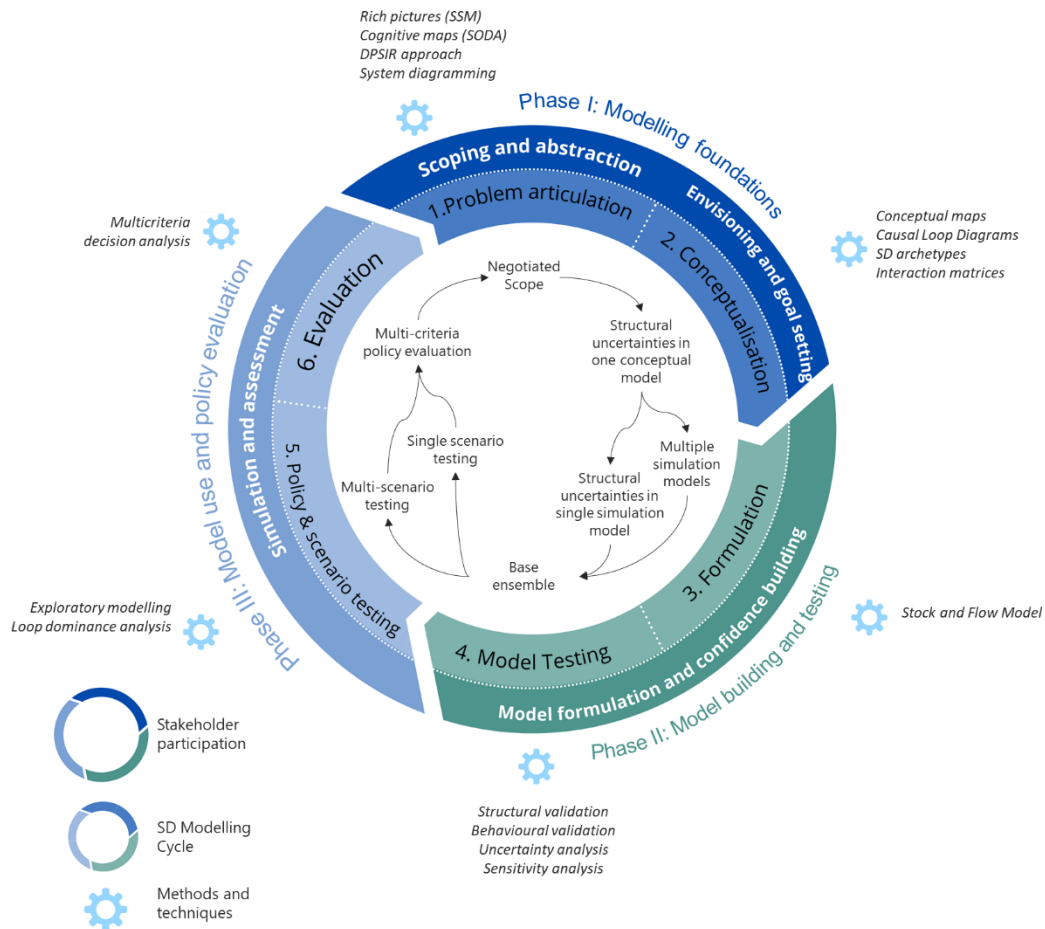 Rich pictures (SSM)
Cognitive maps (SODA)
DPSIR approach
System diagramming
Phase I: Modelling foundations
Scoping and abstraction
Envisioning and goal setting
1.Problem articulation
2. Conceptualisation
Conceptual maps
Causal Loop Diagrams
SD archetypes
Interaction matrices
Multicriteria
decision analysis
Phase III: Model use and policy evaluation
Simulation and assessment
6. Evaluation
5. Policy & scenario testing
Negotiated
Scope
Multi-criteria
policy evaluation
Structural
uncertainties in
one conceptual
model
Single scenario
testing
Multiple
simulation
models
Multi-scenario
testing
Structural
uncertainties in
single simulation
model
Base
ensemble
3. Formulation
4. Model Testing
Model formulation and confidence building
Phase II: Model building and testing
Stock and Flow Model
Exploratory modelling
Loop dominance analysis
Structural validation
Behavioural validation
Uncertainty analysis
Sensitivity analysis
Stakeholder
participation
SD Modelling
Cycle
Methods and
techniques